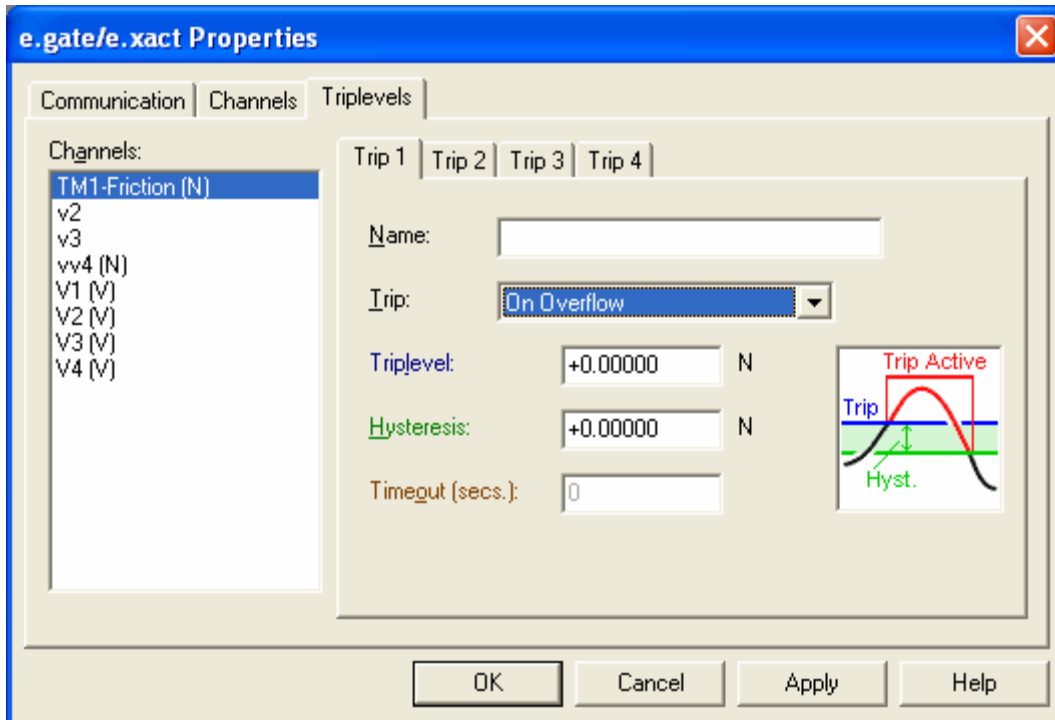 e.gate/e.xact Properties
Communication
Channels
Triplevels
Channels:
TM1-Friction (N)
v2
v3
vv4 (N)
V1 (V)
V2 (V)
V3 (V)
V4 (V)
Trip 1
Trip 2
Trip 3
Trip 4
Name:
Trip:
On Overflow
Triplevel:
+0.00000
N
Hysteresis:
+0.00000
N
Timeout (secs.):
0
Trip Active
Trip
Hyst.
OK
Cancel
Apply
Help